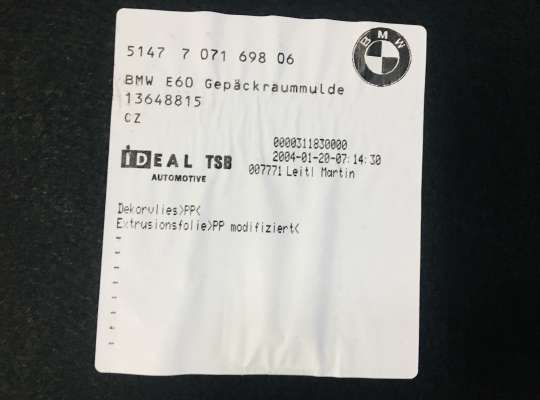 BMW
5147 7 071 698 06
BMW E60 Gepäckraummulde
13648815
CZ
IDEAL TSB
AUTOMOTIVE
0000311830000
2004-01-20-07:14:30
007771 Leitl Martin
Dekorvlies>PP<
Extrusionsfolie>PP modifiziert<
-
-
-
-
-
-
-
-